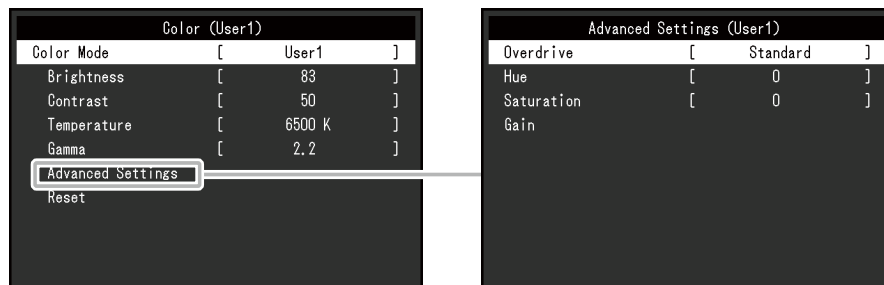 Color (User1)
Color Mode [ User1 ]
Brightness [ 83 ]
Contrast [ 50 ]
Temperature [ 6500 K ]
Gamma [ 2.2 ]
Advanced Settings
Reset
Advanced Settings (User1)
Overdrive [ Standard ]
Hue [ 0 ]
Saturation [ 0 ]
Gain